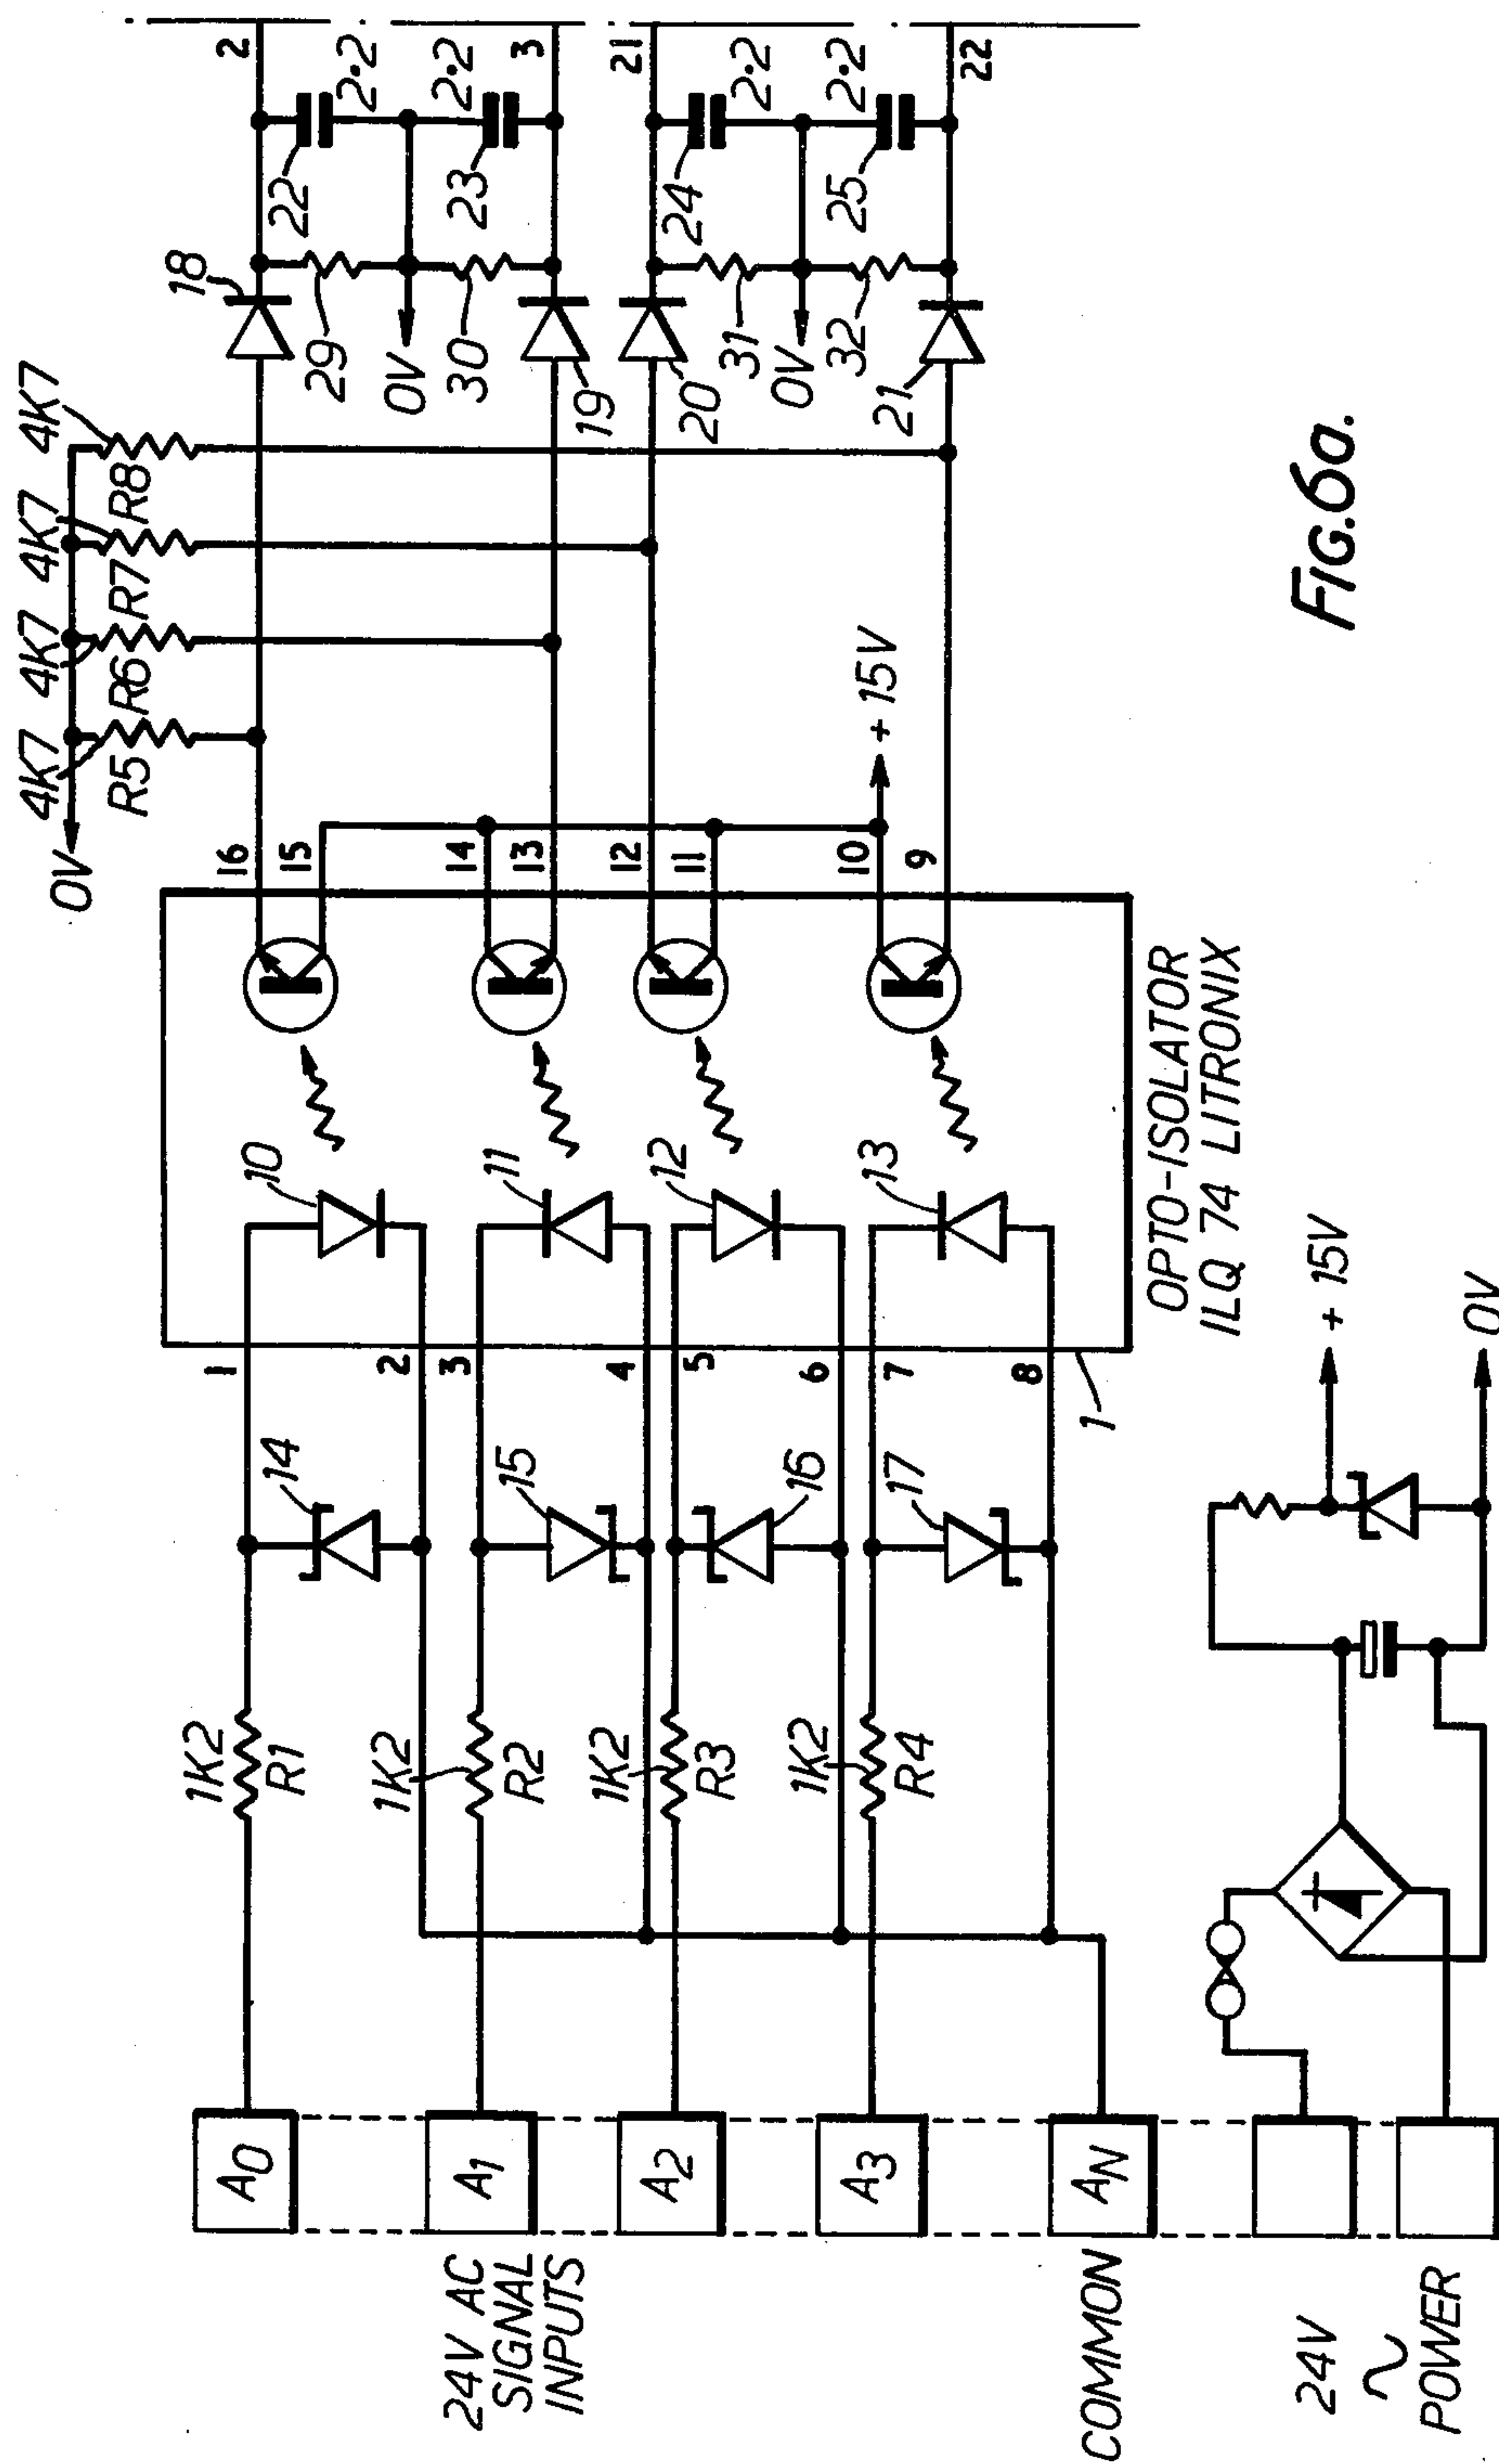 24V AC
SIGNAL
INPUTS
COMMON
24V
~
POWER
A0
A1
A2
A3
AN
1K2
R1
1K2
R2
1K2
R3
1K2
R4
14
15
16
17
1
2
3
4
5
6
7
8
1
10
11
12
13
OPTO-ISOLATOR
ILQ 74 LITRONIX
+ 15V
0V
16
15
14
13
12
11
10
9
+ 15V
0V
4K7
4K7
4K7
4K7
R5
R6
R7
R8
18
19
20
21
29
0V
30
31
0V
32
22
23
24
25
2·2
2·2
2·2
2·2
2
3
21
22
FIG.6a.